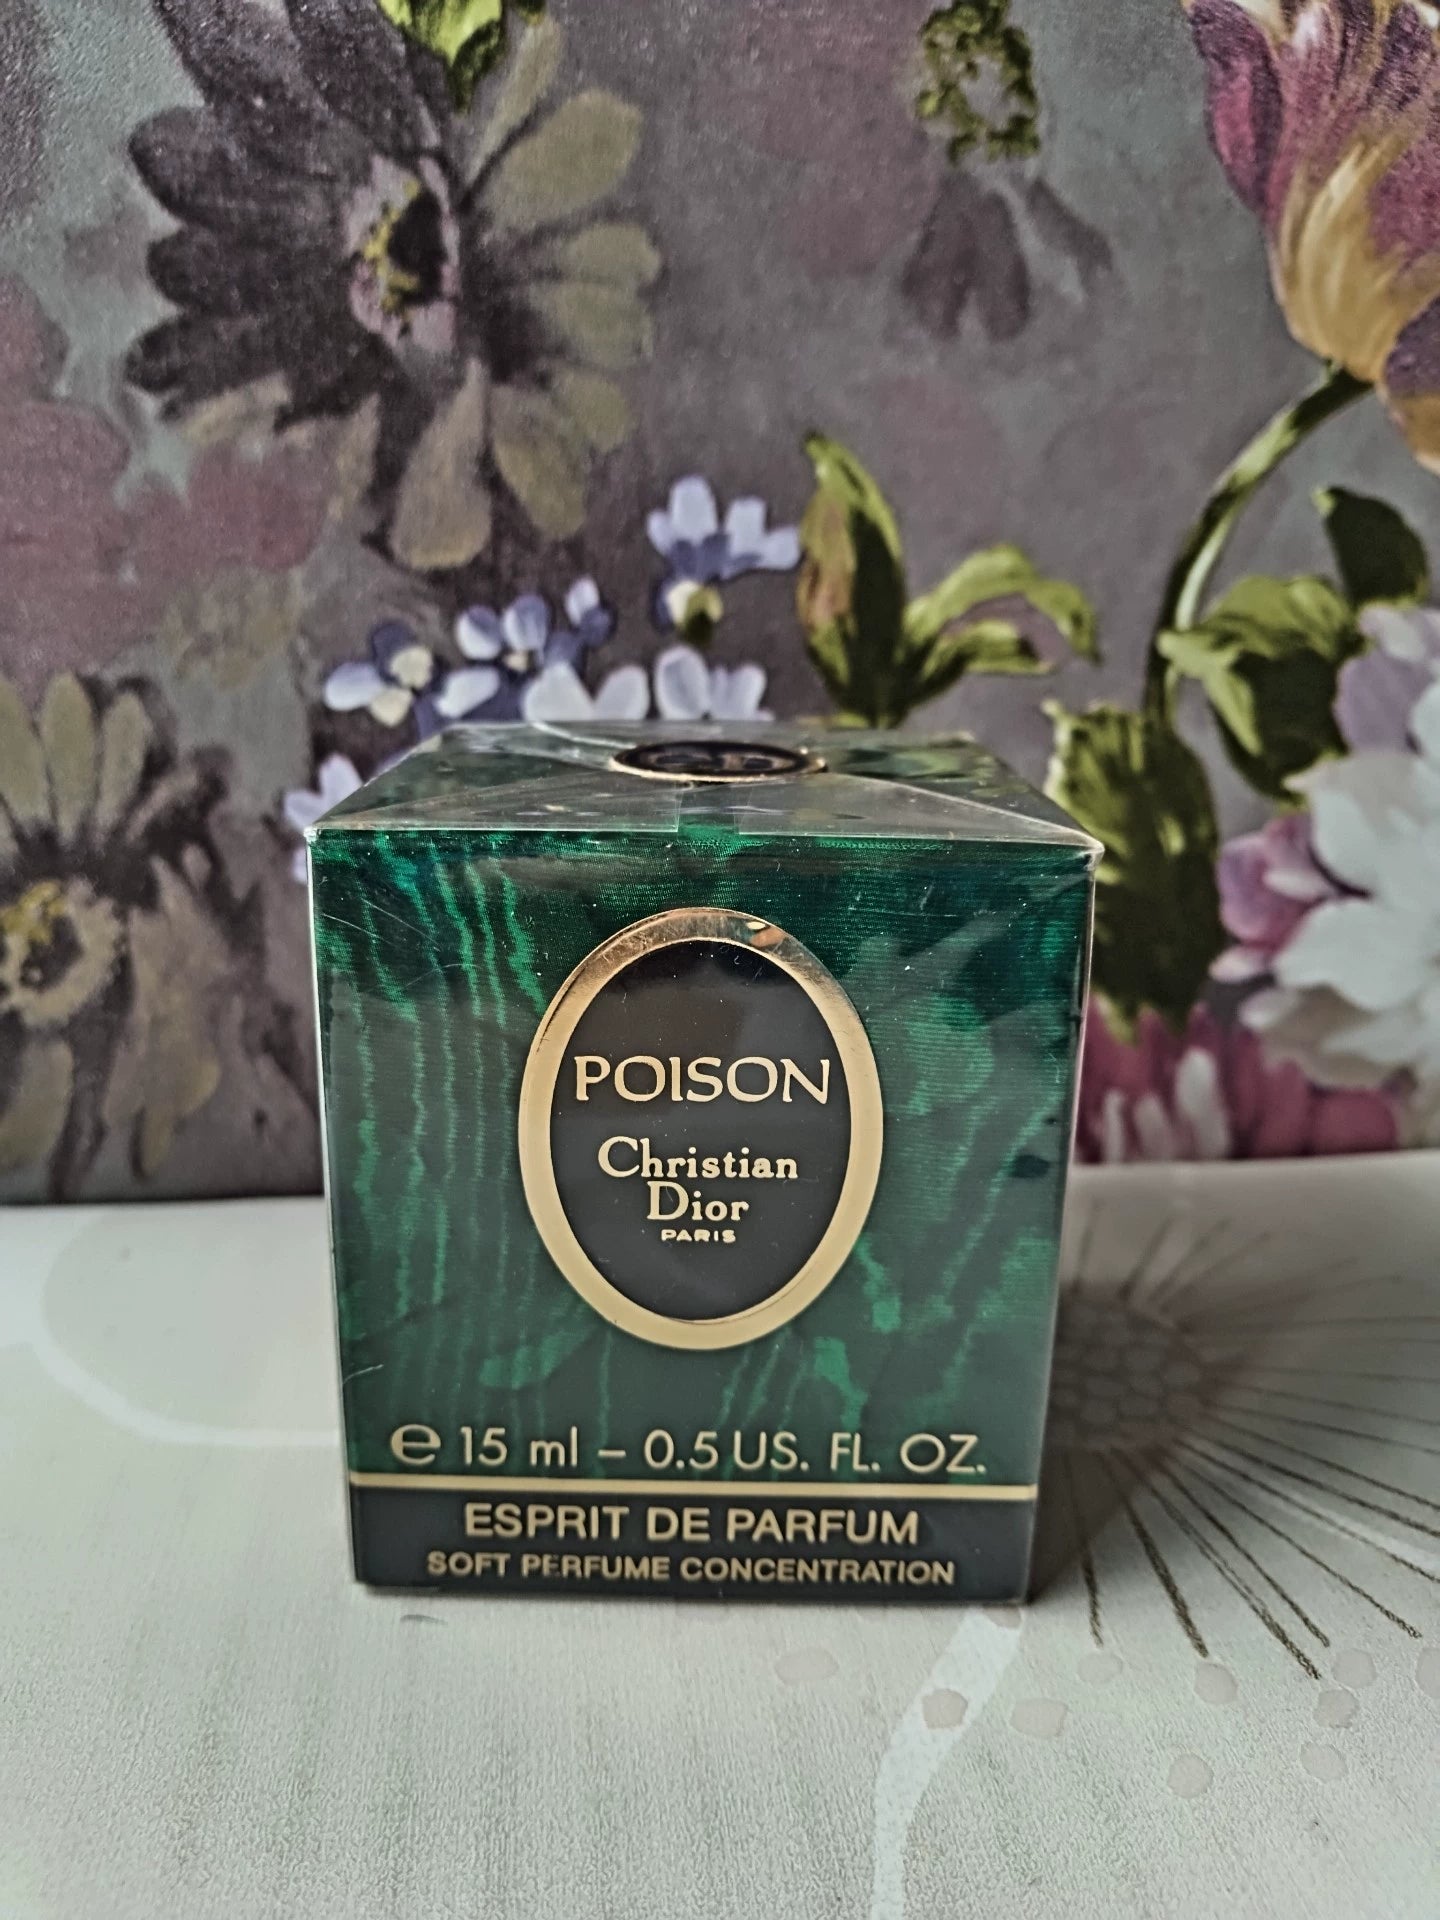 POISON
Christian
Dior
PARIS
℮ 15 ml – 0.5 US. FL. OZ.
ESPRIT DE PARFUM
SOFT PERFUME CONCENTRATION